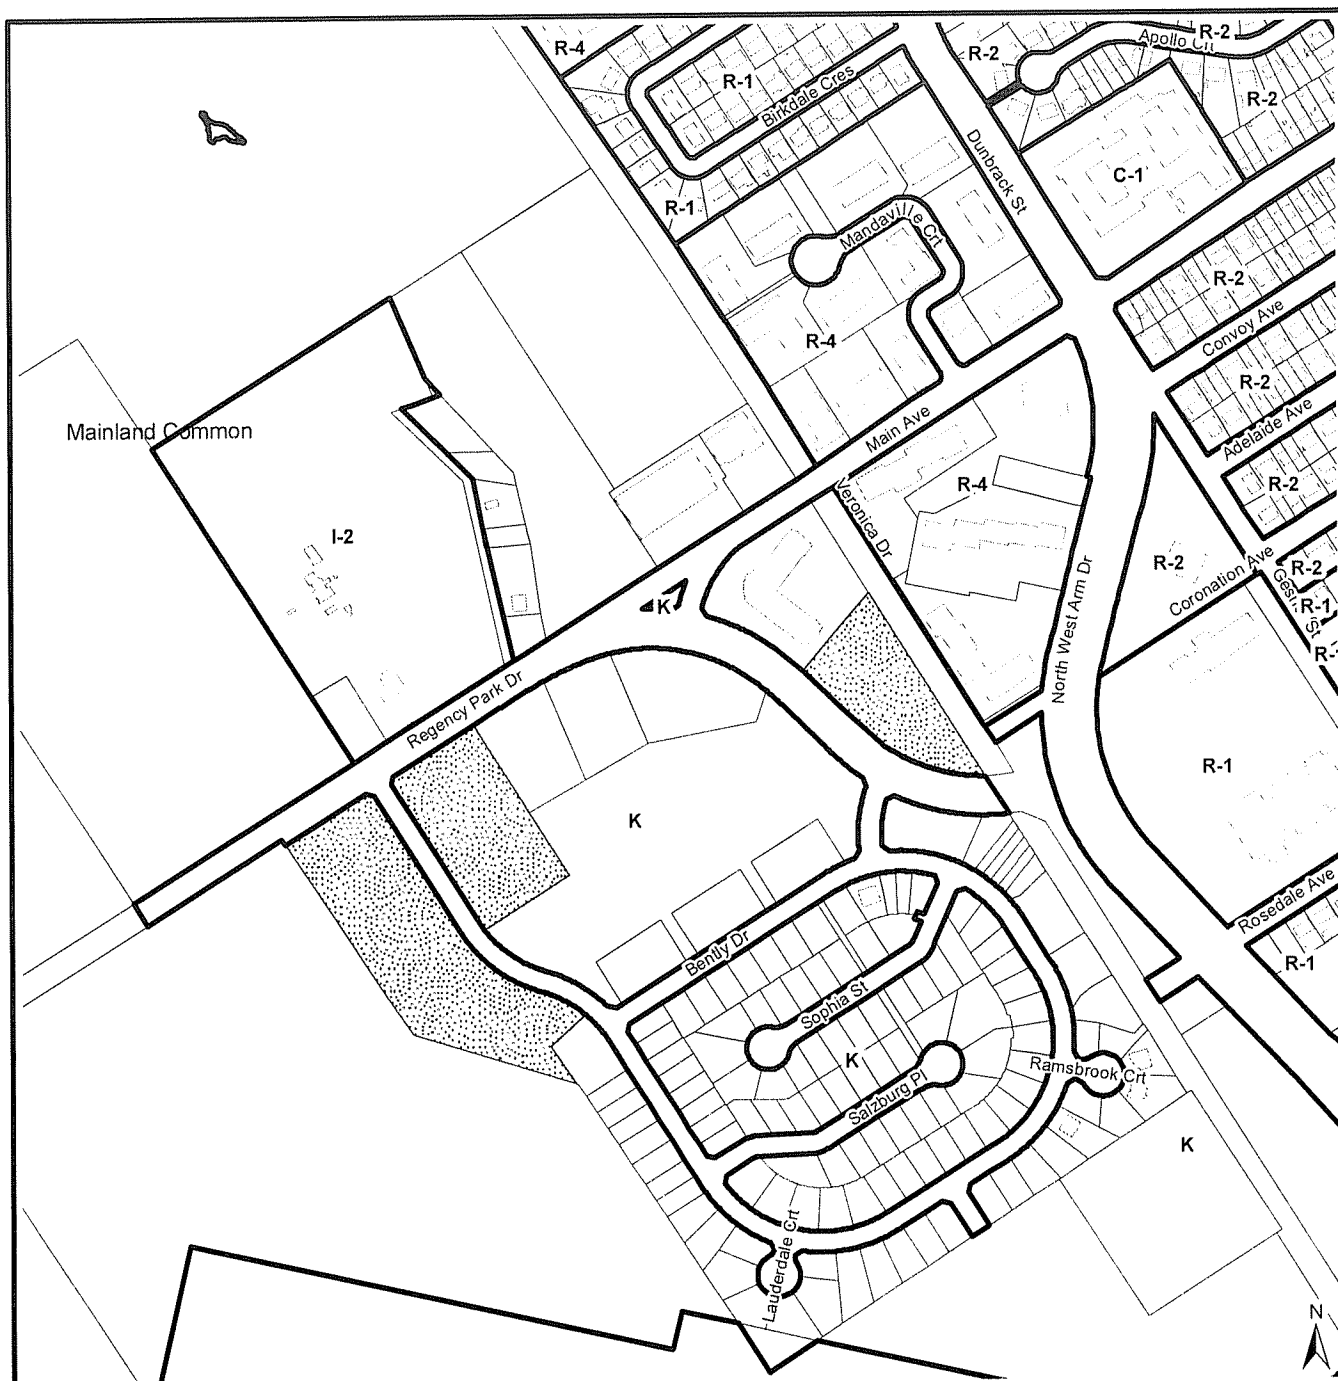 R-4
R-2
R-2
Apollo Crt
R-1
Birkdale Cres
R-2
Dunbrack St
C-1
R-1
Mandaville Crt
R-2
R-4
Convoy Ave
R-2
Adelaide Ave
Main Ave
Mainland Common
R-4
R-2
Veronica Dr
I-2
R-2
Coronation Ave
R-2
K
R-1
North West Arm Dr
Regency Park Dr
R-1
K
Rosedale Ave
Bently Dr
R-1
Sophia St
K
Ramsbrook Crt
Salzburg Pl
K
Lauderdale Crt
N